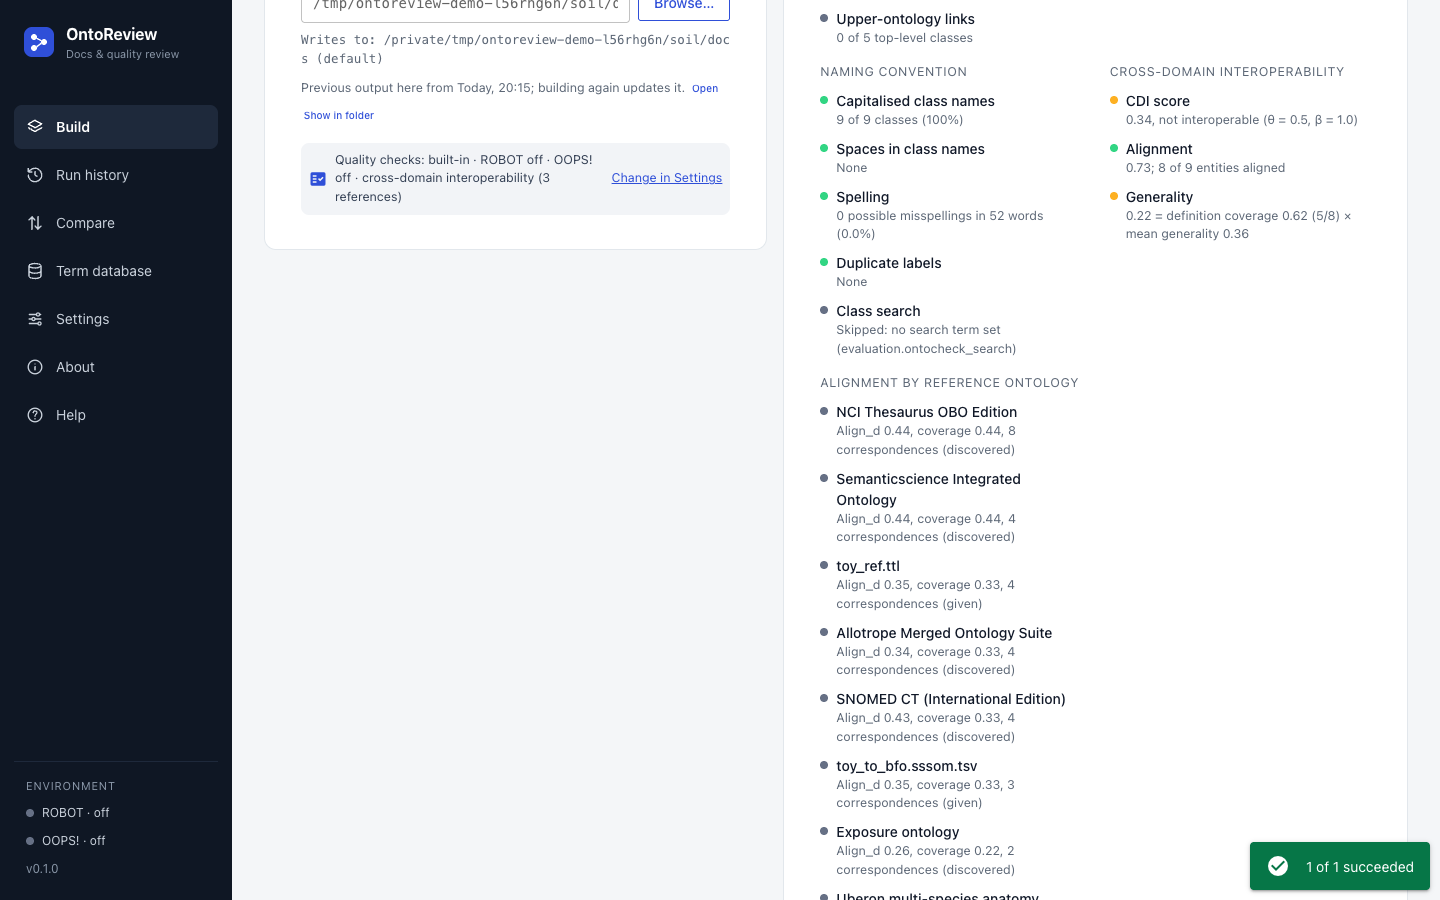 OntoReview
Docs & quality review
Build
Run history
Compare
Term database
Settings
About
Help
ENVIRONMENT
ROBOT · off
OOPS! · off
v0.1.0
/tmp/ontoreview-demo-l56rhg6n/soil/c
Browse...
Writes to: /private/tmp/ontoreview-demo-l56rhg6n/soil/doc
s (default)
Previous output here from Today, 20:15; building again updates it. Open
Show in folder
Quality checks: built-in · ROBOT off · OOPS!
off · cross-domain interoperability (3
references)
Change in Settings
Upper-ontology links
0 of 5 top-level classes
NAMING CONVENTION
Capitalised class names
9 of 9 classes (100%)
Spaces in class names
None
Spelling
0 possible misspellings in 52 words
(0.0%)
Duplicate labels
None
Class search
Skipped: no search term set
(evaluation.ontocheck_search)
CROSS-DOMAIN INTEROPERABILITY
CDI score
0.34, not interoperable (θ = 0.5, β = 1.0)
Alignment
0.73; 8 of 9 entities aligned
Generality
0.22 = definition coverage 0.62 (5/8) ×
mean generality 0.36
ALIGNMENT BY REFERENCE ONTOLOGY
NCI Thesaurus OBO Edition
Align_d 0.44, coverage 0.44, 8
correspondences (discovered)
Semanticscience Integrated
Ontology
Align_d 0.44, coverage 0.44, 4
correspondences (discovered)
toy_ref.ttl
Align_d 0.35, coverage 0.33, 4
correspondences (given)
Allotrope Merged Ontology Suite
Align_d 0.34, coverage 0.33, 4
correspondences (discovered)
SNOMED CT (International Edition)
Align_d 0.43, coverage 0.33, 4
correspondences (discovered)
toy_to_bfo.sssom.tsv
Align_d 0.35, coverage 0.33, 3
correspondences (given)
Exposure ontology
Align_d 0.26, coverage 0.22, 2
correspondences (discovered)
Uberon multi-species anatomy
1 of 1 succeeded